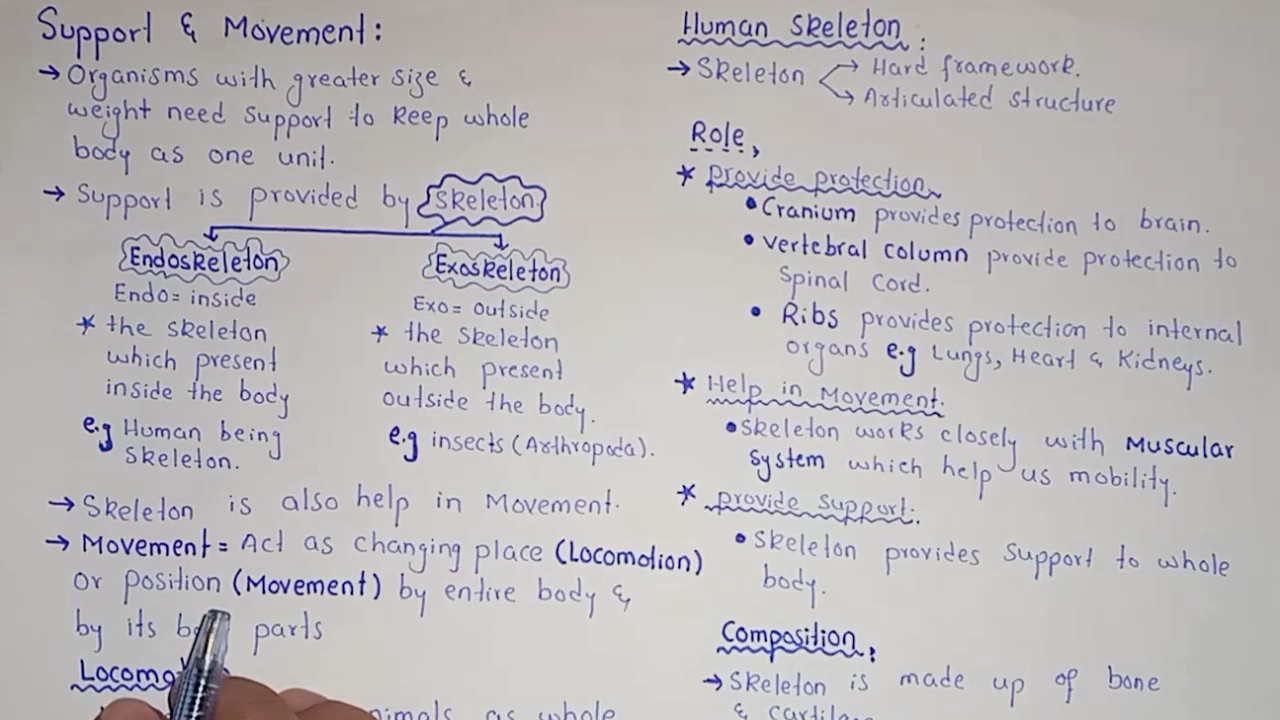 Support & Movement:
→ Organisms with greater size &
weight need support to keep whole
body as one unit.
→ Support is provided by skeleton.
Endoskeleton
Endo = inside
* the skeleton
which present
inside the body
e.g Human being
skeleton.
Exoskeleton
Exo = outside
* the skeleton
which present
outside the body.
e.g insects (Arthropoda).
→ Skeleton is also help in Movement.
→ Movement = Act as changing place (Locomotion)
or position (Movement) by entire body &
by its parts
as whole
Human Skeleton:
→ Skeleton → Hard framework.
→ Articulated structure
Role,
* provide protection.
• Cranium provides protection to brain.
• vertebral column provide protection to
Spinal Cord.
• Ribs provides protection to internal
organs e.g Lungs, Heart & Kidneys.
* Help in Movement.
• Skeleton works closely with Muscular
System which help us mobility.
* provide support.
• Skeleton provides support to whole
body.
Composition:
→ Skeleton is made up of bone
&